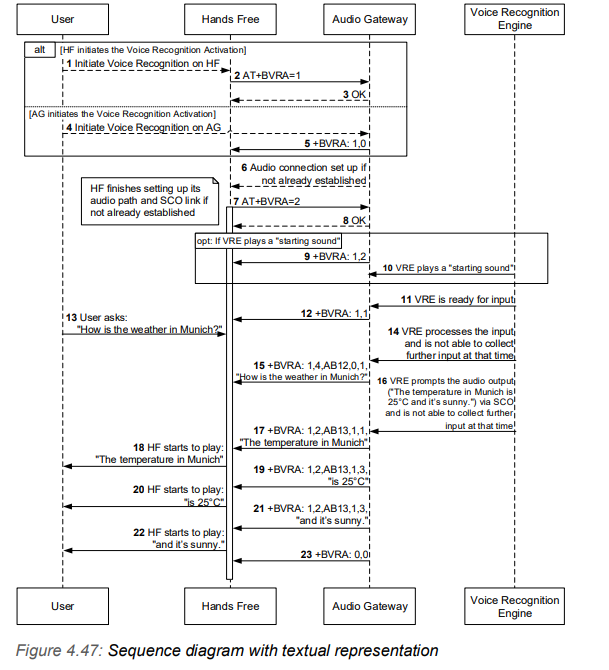 User
Hands Free
Audio Gateway
Voice Recognition
Engine
alt
[HF initiates the Voice Recognition Activation]
1 Initiate Voice Recognition on HF
2 AT+BVRA=1
3 OK
[AG initiates the Voice Recognition Activation]
4 Initiate Voice Recognition on AG
5 +BVRA: 1,0
6 Audio connection set up if
not already established
HF finishes setting up its
audio path and SCO link if
not already established
7 AT+BVRA=2
8 OK
opt: If VRE plays a "starting sound"
9 +BVRA: 1,2
10 VRE plays a "starting sound"
11 VRE is ready for input
12 +BVRA: 1,1
13 User asks:
"How is the weather in Munich?"
14 VRE processes the input
and is not able to collect
further input at that time
15 +BVRA: 1,4,AB12,0,1,
"How is the weather in Munich?"
16 VRE prompts the audio output
("The temperature in Munich is
25°C and it's sunny.") via SCO
and is not able to collect further
input at that time
17 +BVRA: 1,2,AB13,1,1,
"The temperature in Munich"
18 HF starts to play:
"The temperature in Munich"
19 +BVRA: 1,2,AB13,1,3,
"is 25°C"
20 HF starts to play:
"is 25°C"
21 +BVRA: 1,2,AB13,1,3,
"and it's sunny."
22 HF starts to play:
"and it's sunny."
23 +BVRA: 0,0
User
Hands Free
Audio Gateway
Voice Recognition
Engine
Figure 4.47: Sequence diagram with textual representation